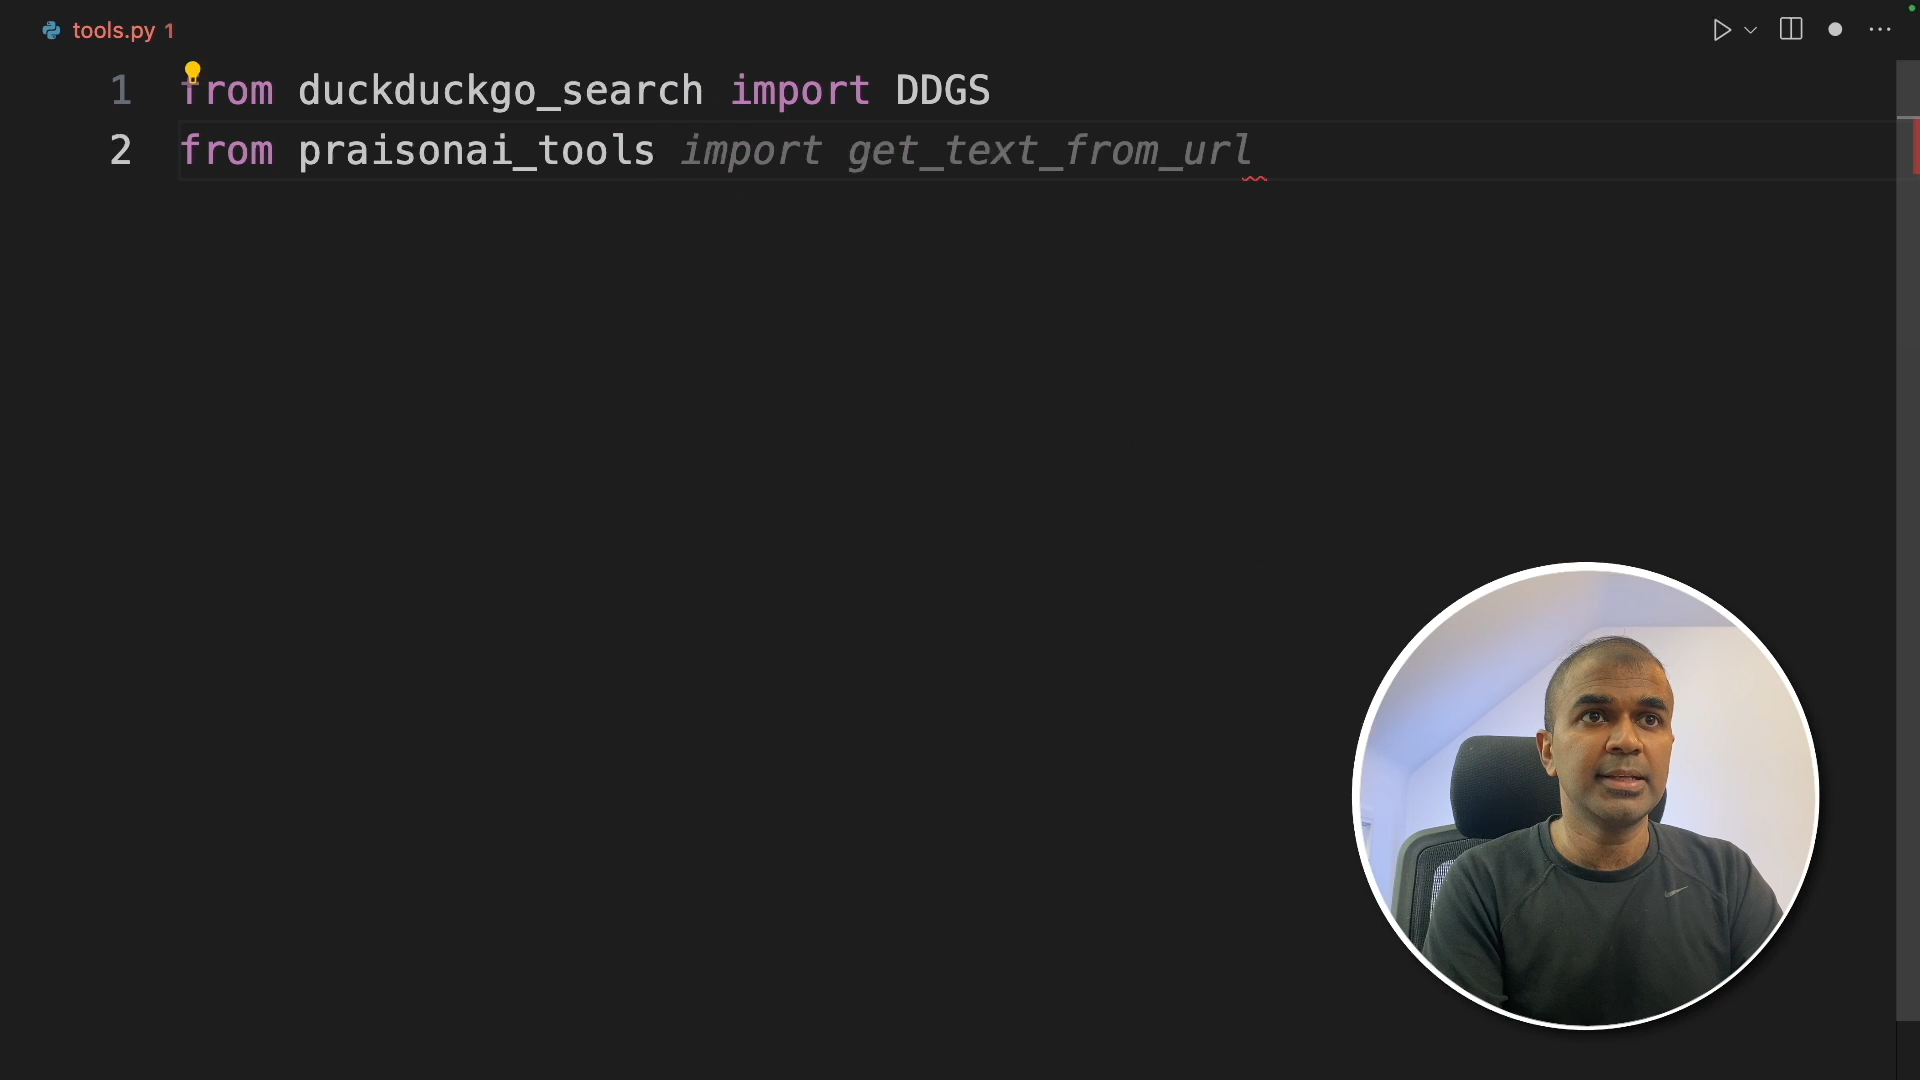 tools.py 1
1 from duckduckgo_search import DDGS
2 from praisonai_tools import get_text_from_url